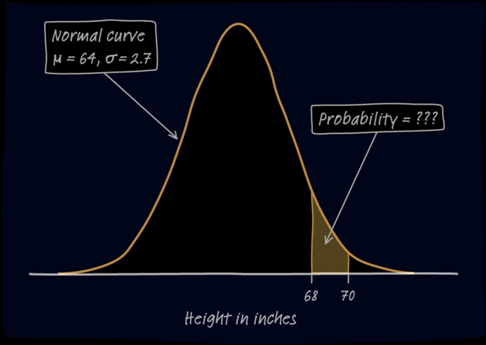 Normal curve
μ = 64, σ = 2.7
Probability = ???
68 70
Height in inches